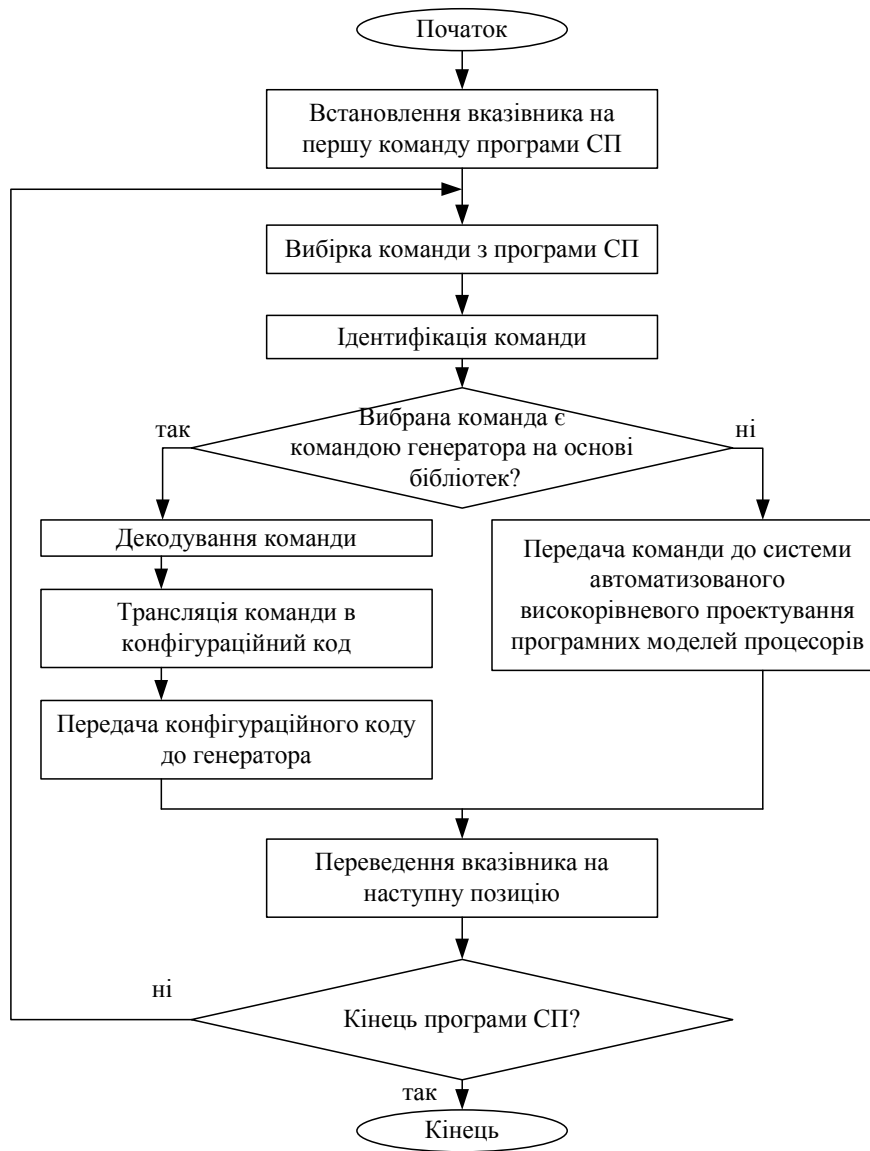 Початок
Встановлення вказівника на
першу команду програми СП
Вибірка команди з програми СП
Ідентифікація команди
Вибрана команда є
командою генератора на основі
бібліотек?
так
ні
Декодування команди
Трансляція команди в
конфігураційний код
Передача конфігураційного коду
до генератора
Передача команди до системи
автоматизованого
високорівневого проектування
програмних моделей процесорів
Переведення вказівника на
наступну позицію
Кінець програми СП?
ні
так
Кінець